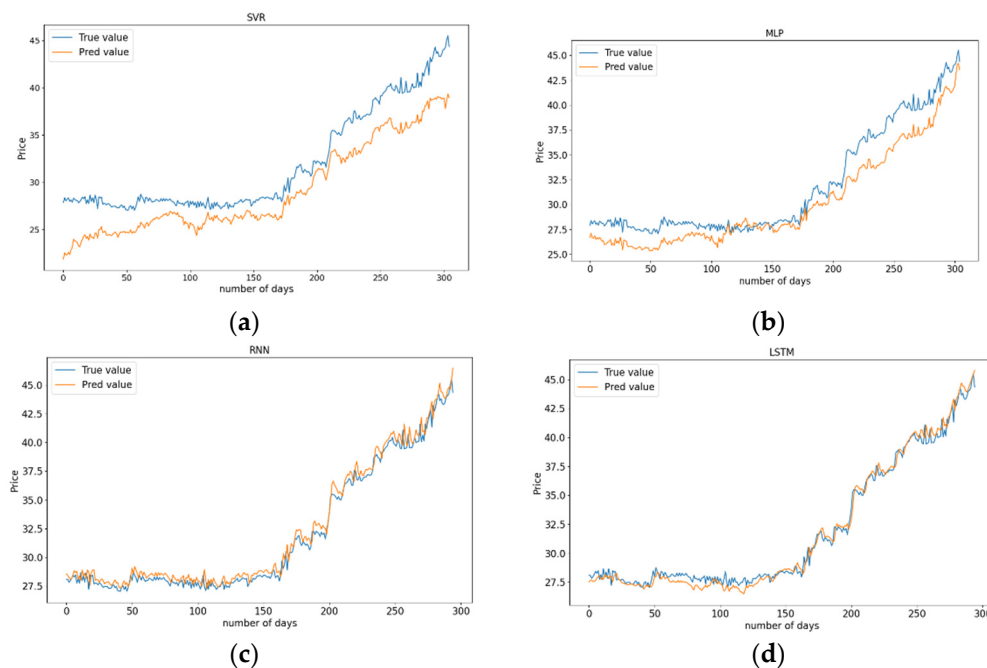 SVR
True value
Pred value
45
40
35
30
25
Price
0 50 100 150 200 250 300
number of days
(a)
MLP
True value
Pred value
45.0
42.5
40.0
37.5
35.0
32.5
30.0
27.5
25.0
Price
0 50 100 150 200 250 300
number of days
(b)
RNN
True value
Pred value
45.0
42.5
40.0
37.5
35.0
32.5
30.0
27.5
Price
0 50 100 150 200 250 300
number of days
(c)
LSTM
True value
Pred value
45.0
42.5
40.0
37.5
35.0
32.5
30.0
27.5
Price
0 50 100 150 200 250 300
number of days
(d)